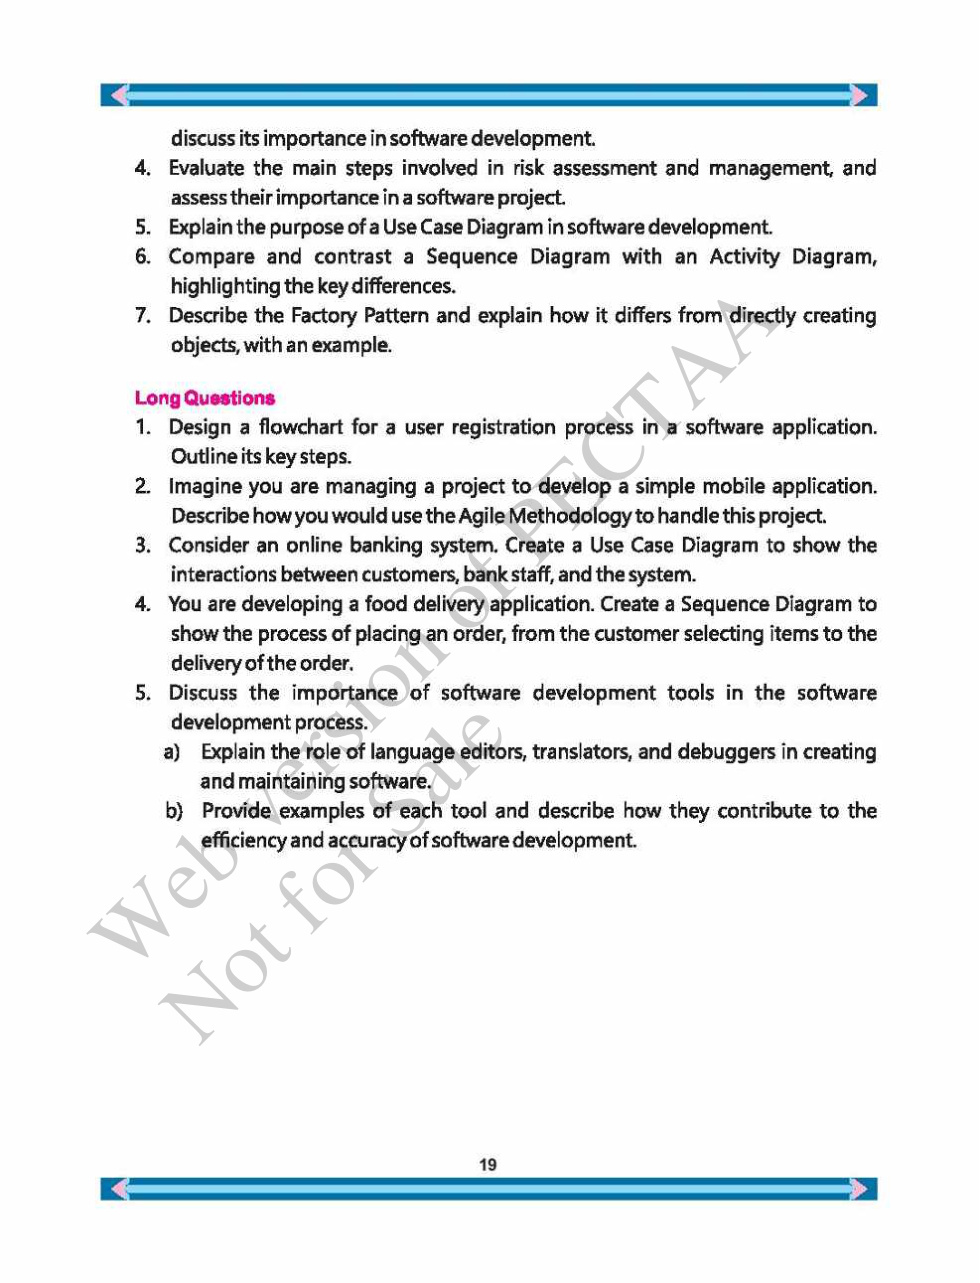 discuss its importance in software development.
4. Evaluate the main steps involved in risk assessment and management, and
assess their importance in a software project.
5. Explain the purpose of a Use Case Diagram in software development.
6. Compare and contrast a Sequence Diagram with an Activity Diagram,
highlighting the key differences.
7. Describe the Factory Pattern and explain how it differs from directly creating
objects, with an example.
Long Questions
1. Design a flowchart for a user registration process in a software application.
Outline its key steps.
2. Imagine you are managing a project to develop a simple mobile application.
Describe how you would use the Agile Methodology to handle this project.
3. Consider an online banking system. Create a Use Case Diagram to show the
interactions between customers, bank staff, and the system.
4. You are developing a food delivery application. Create a Sequence Diagram to
show the process of placing an order, from the customer selecting items to the
delivery of the order.
5. Discuss the importance of software development tools in the software
development process.
a) Explain the role of language editors, translators, and debuggers in creating
and maintaining software.
b) Provide examples of each tool and describe how they contribute to the
efficiency and accuracy of software development.
Web version of PECTAA
Not for Sale
19